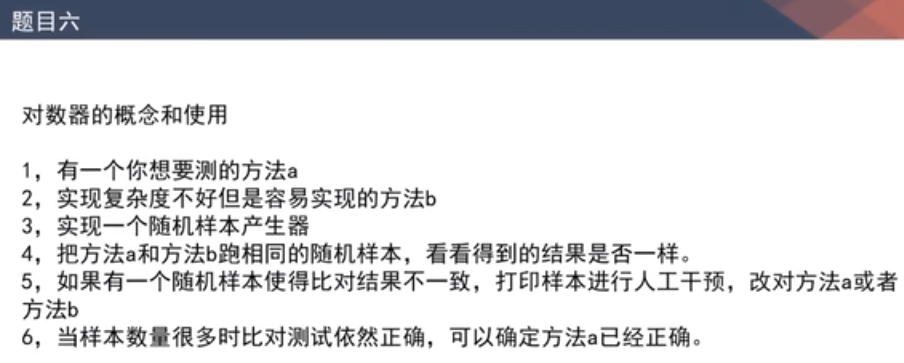 题目六
对数器的概念和使用
1，有一个你想要测的方法a
2，实现复杂度不好但是容易实现的方法b
3，实现一个随机样本产生器
4，把方法a和方法b跑相同的随机样本，看看得到的结果是否一样。
5，如果有一个随机样本使得比对结果不一致，打印样本进行人工干预，改对方法a或者
方法b
6，当样本数量很多时比对测试依然正确，可以确定方法a已经正确。